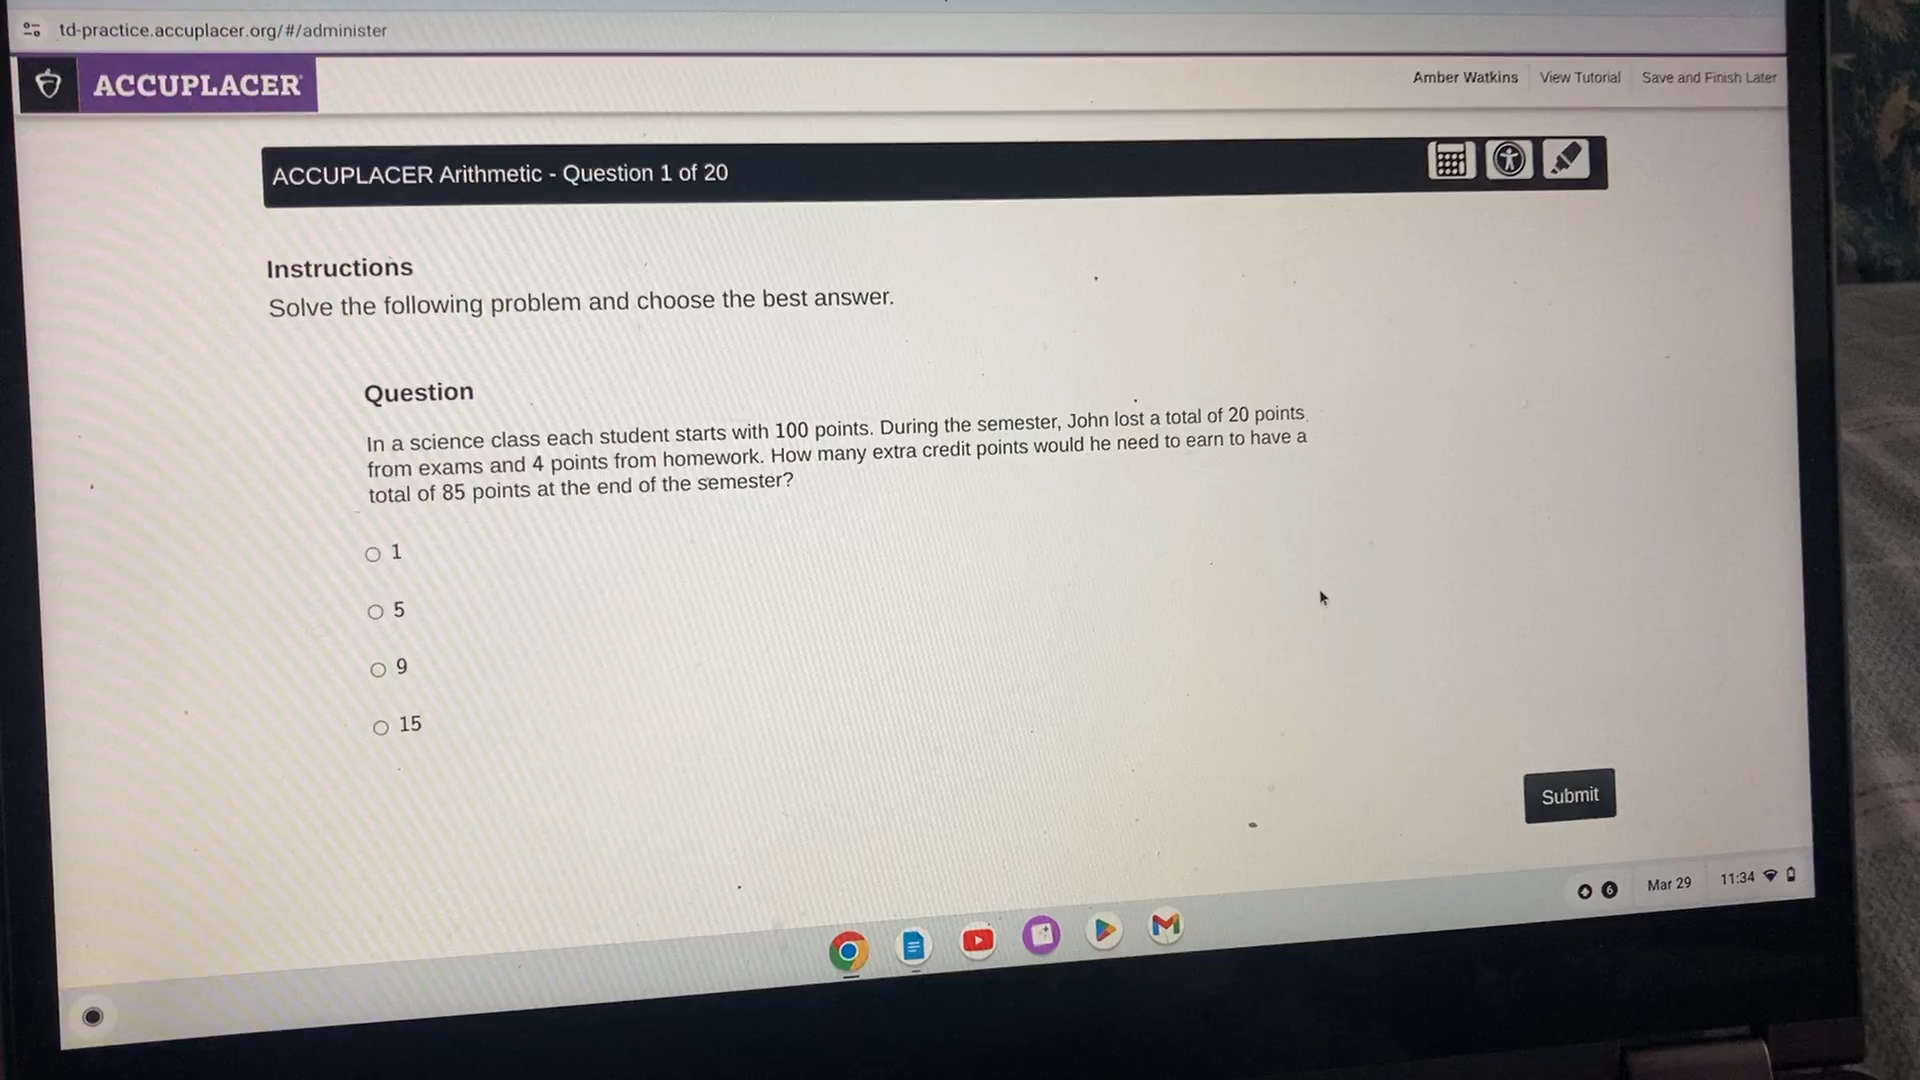 td-practice.accuplacer.org/#/administer
ACCUPLACER
Amber Watkins View Tutorial Save and Finish Later
ACCUPLACER Arithmetic - Question 1 of 20
Instructions
Solve the following problem and choose the best answer.
Question
In a science class each student starts with 100 points. During the semester, John lost a total of 20 points
from exams and 4 points from homework. How many extra credit points would he need to earn to have a
total of 85 points at the end of the semester?
1
5
9
15
Submit
6 Mar 29 11:34